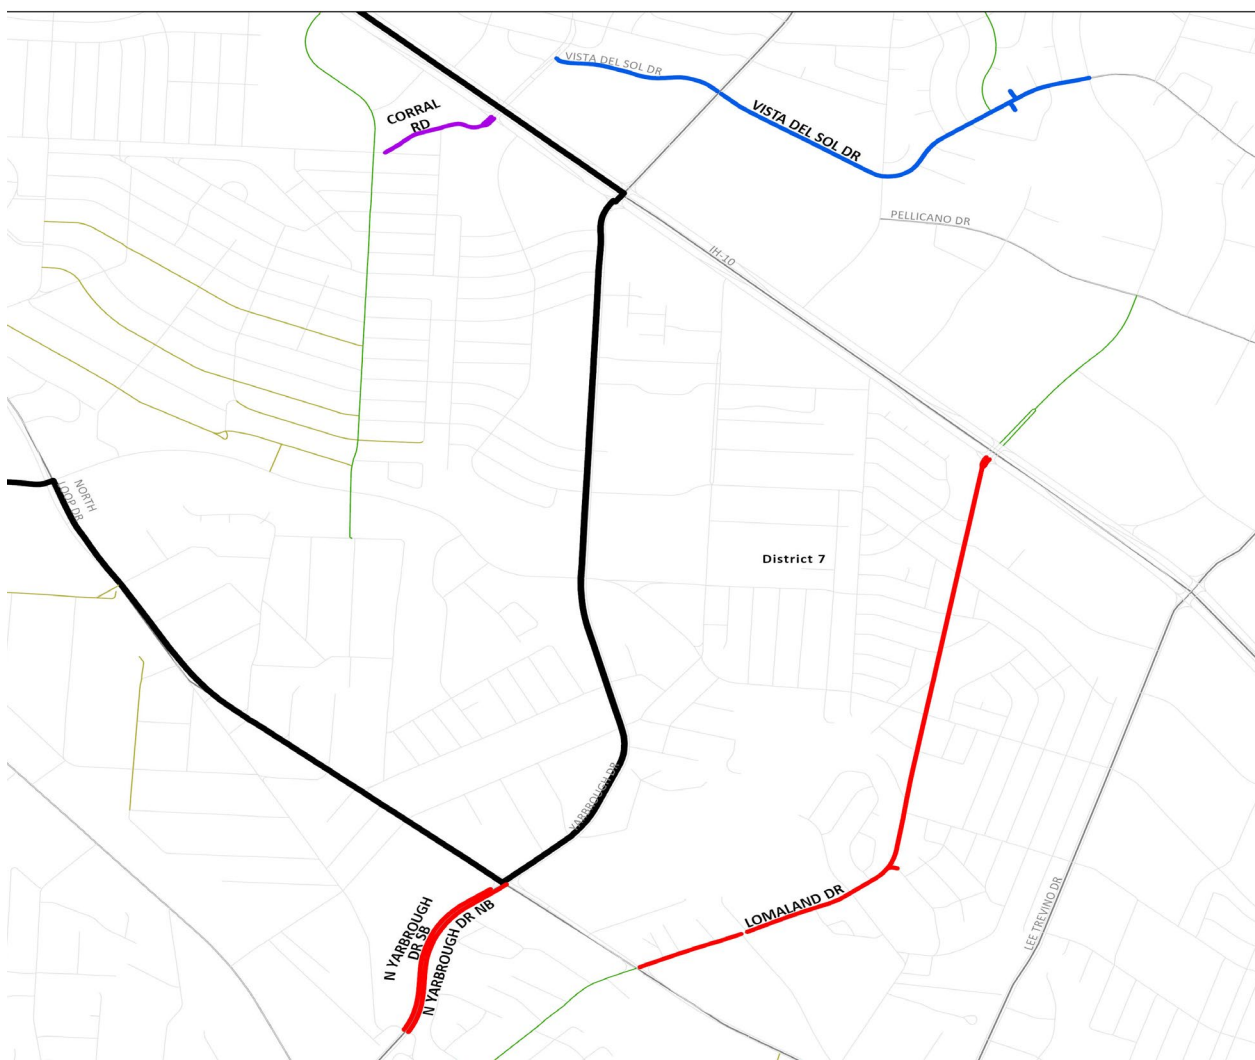 VISTA DEL SOL DR
CORRAL
RD
VISTA DEL SOL DR
PELLICANO DR
IH-10
NORTH
LOOP DR
District 7
YARBROUGH DR
LOMALAND DR
N YARBROUGH
DR SB
N YARBROUGH DR NB
LEE TREVINO DR